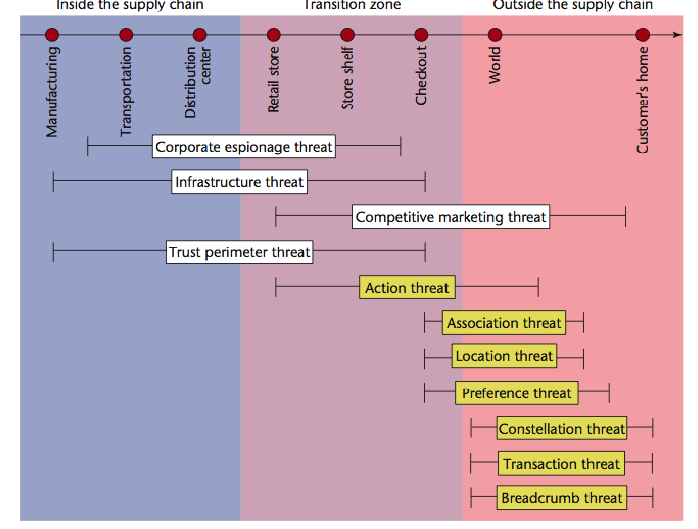 Inside the supply chain
Transition zone
Outside the supply chain
Manufacturing
Transportation
Distribution
center
Retail store
Store shelf
Checkout
World
Customer's home
Corporate espionage threat
Infrastructure threat
Competitive marketing threat
Trust perimeter threat
Action threat
Association threat
Location threat
Preference threat
Constellation threat
Transaction threat
Breadcrumb threat